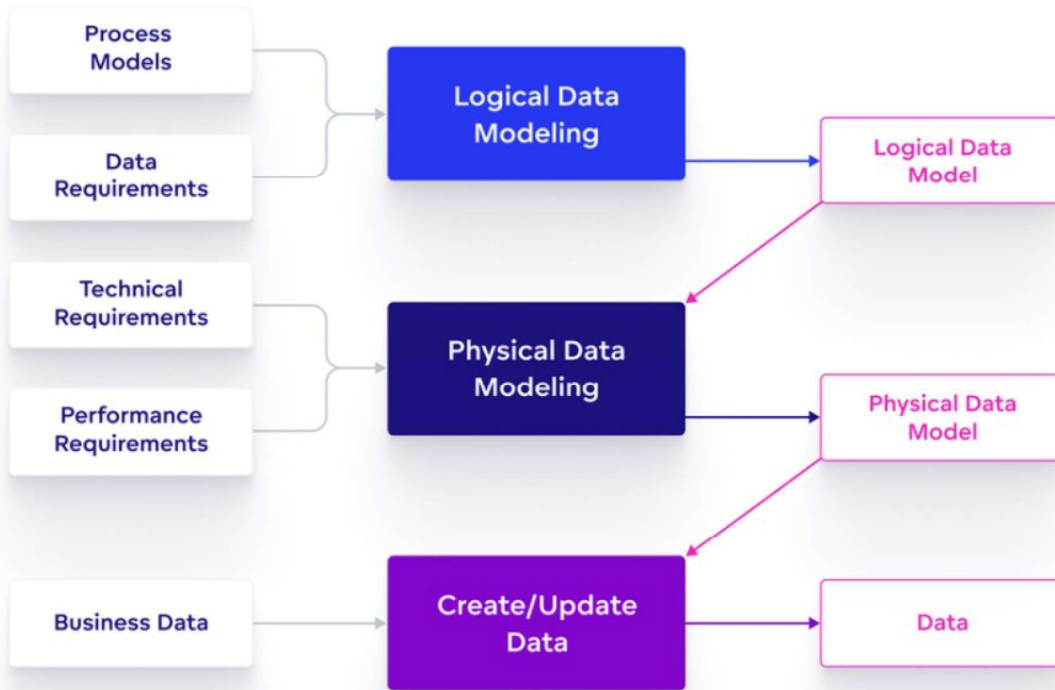 Process
Models
Logical Data
Modeling
Data
Requirements
Logical Data
Model
Technical
Requirements
Physical Data
Modeling
Performance
Requirements
Physical Data
Model
Business Data
Create/Update
Data
Data